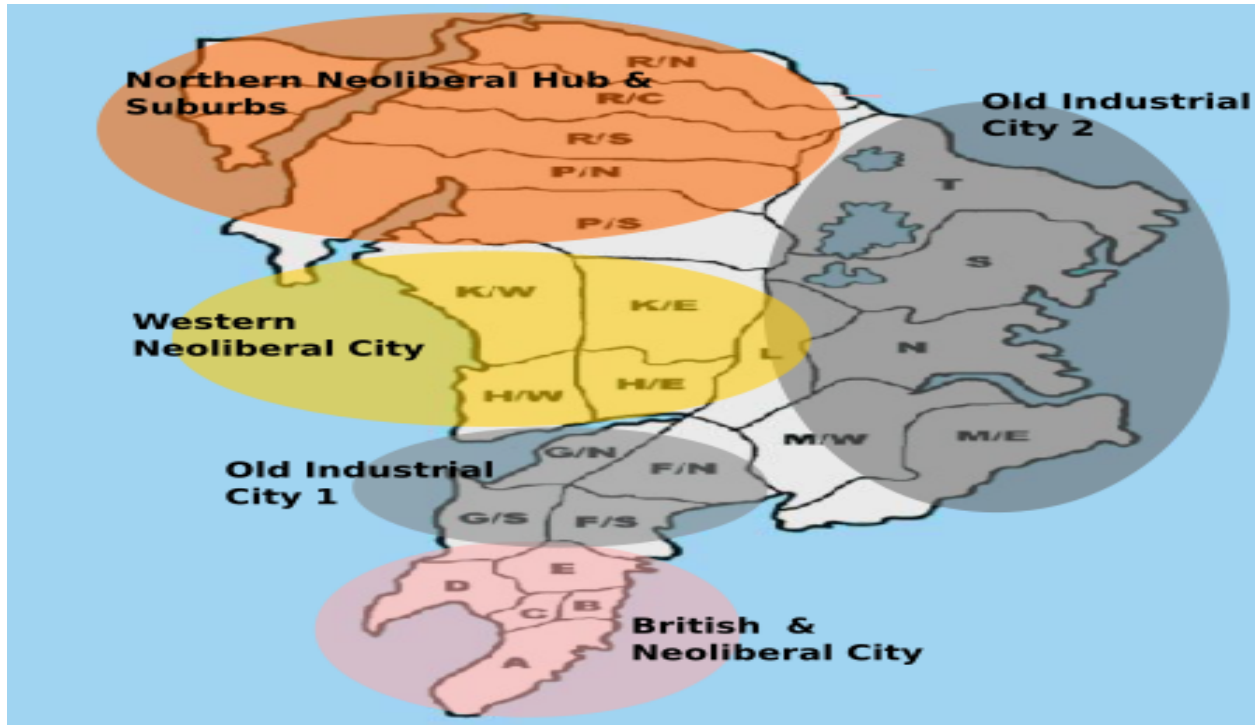 Northern Neoliberal Hub &
Suburbs
R/N
R/C
R/S
P/N
P/S
Old Industrial
City 2
T
S
N
L
M/W
M/E
Western
Neoliberal City
K/W
K/E
H/W
H/E
Old Industrial
City 1
G/N
F/N
G/S
F/S
British &
Neoliberal City
D
E
C
B
A